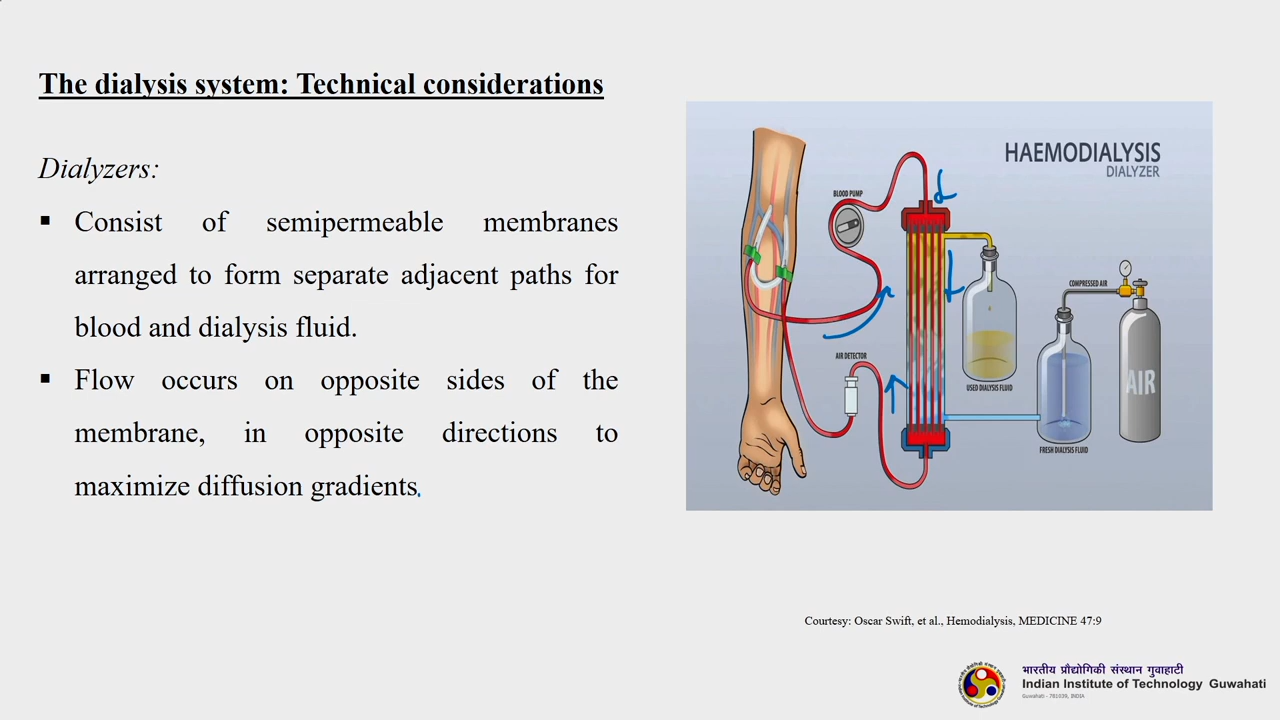 The dialysis system: Technical considerations
Dialyzers:
▪ Consist of semipermeable membranes
arranged to form separate adjacent paths for
blood and dialysis fluid.
▪ Flow occurs on opposite sides of the
membrane, in opposite directions to
maximize diffusion gradients.
HAEMODIALYSIS
DIALYZER
BLOOD PUMP
COMPRESSED AIR
AIR DETECTOR
AIR
USED DIALYSIS FLUID
FRESH DIALYSIS FLUID
Courtesy: Oscar Swift, et al., Hemodialysis, MEDICINE 47:9
भारतीय प्रौद्योगिकी संस्थान गुवाहाटी
Indian Institute of Technology Guwahati
Guwahati - 781039, INDIA